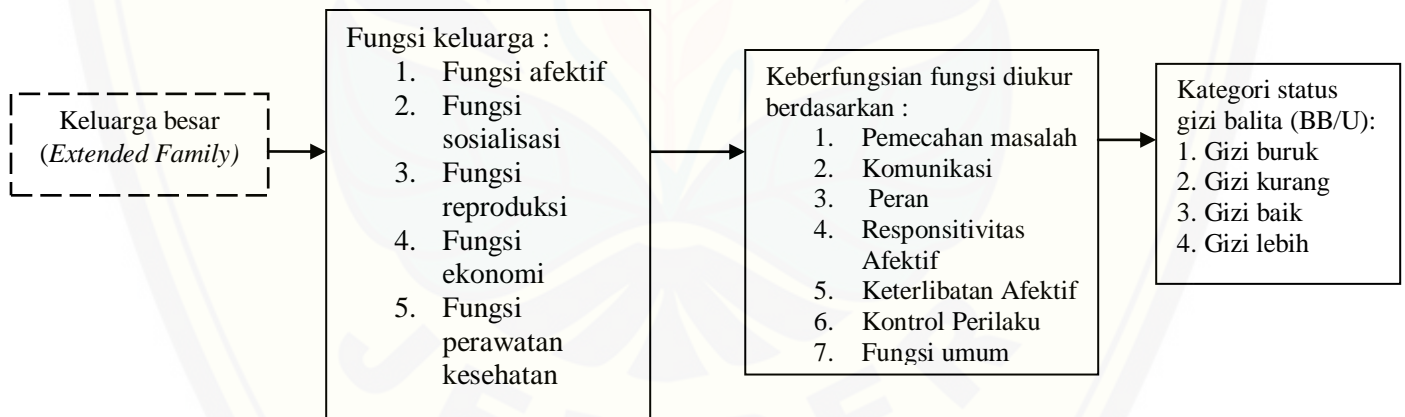 Keluarga besar
(Extended Family)
Fungsi keluarga :
1. Fungsi afektif
2. Fungsi
sosialisasi
3. Fungsi
reproduksi
4. Fungsi
ekonomi
5. Fungsi
perawatan
kesehatan
Keberfungsian fungsi diukur
berdasarkan :
1. Pemecahan masalah
2. Komunikasi
3. Peran
4. Responsitivitas
Afektif
5. Keterlibatan Afektif
6. Kontrol Perilaku
7. Fungsi umum
Kategori status
gizi balita (BB/U):
1. Gizi buruk
2. Gizi kurang
3. Gizi baik
4. Gizi lebih